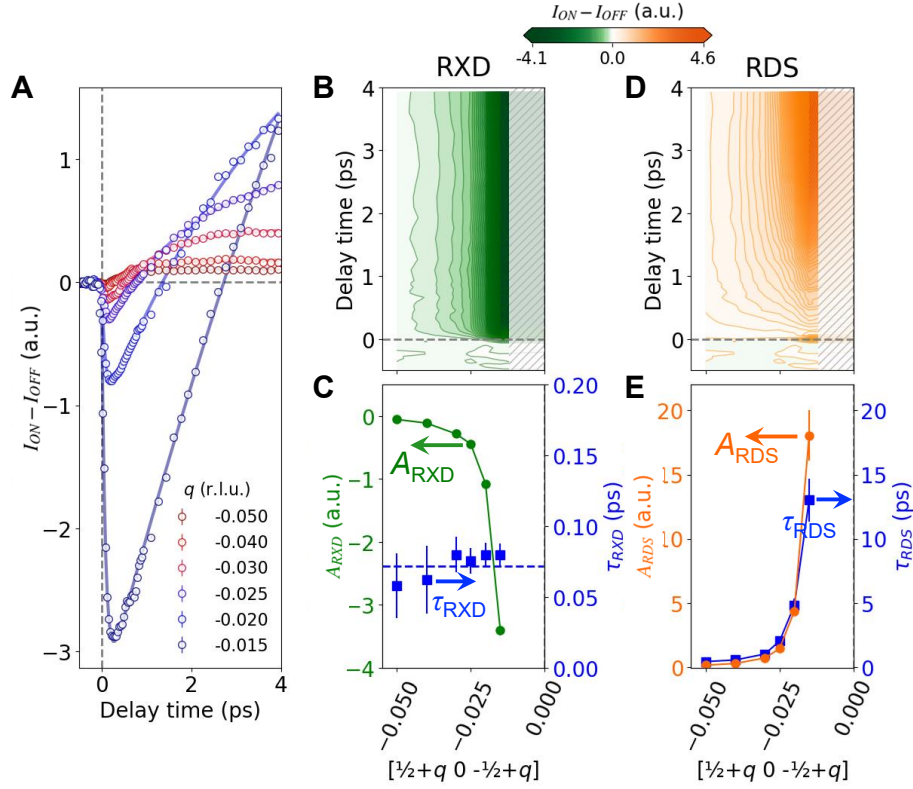 I_ON – I_OFF (a.u.)
-4.1 0.0 4.6
RXD
RDS
A
1
0
−1
−2
−3
I_ON – I_OFF (a.u.)
q (r.l.u.)
-0.050
-0.040
-0.030
-0.025
-0.020
-0.015
0 2 4
Delay time (ps)
B
4
3
2
1
0
Delay time (ps)
D
4
3
2
1
0
Delay time (ps)
C
0
−1
−2
−3
−4
A_RXD (a.u.)
A_RXD
τ_RXD
0.20
0.15
0.10
0.05
0.00
τ_RXD (ps)
−0.050
−0.025
0.000
[½+q 0 -½+q]
E
20
15
10
5
0
A_RDS (a.u.)
A_RDS
τ_RDS
20
15
10
5
0
τ_RDS (ps)
−0.050
−0.025
0.000
[½+q 0 -½+q]